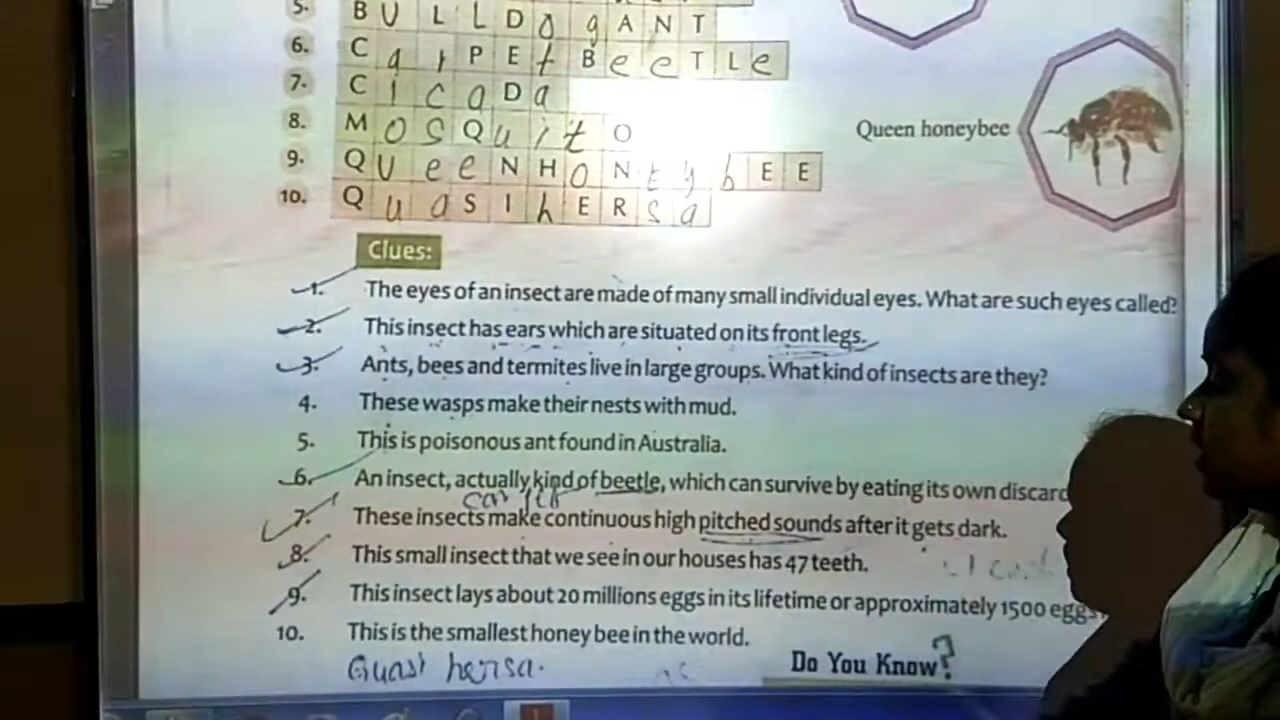 5. BULLDogANT
6. CarPEtBeeTLe
7. CIcaDa
8. MOSQuitO
Queen honeybee
9. QUeeNHONEybEE
10. QuaSIhERsa
Clues:
1. The eyes of an insect are made of many small individual eyes. What are such eyes called?
2. This insect has ears which are situated on its front legs.
3. Ants, bees and termites live in large groups. What kind of insects are they?
4. These wasps make their nests with mud.
5. This is poisonous ant found in Australia.
6. An insect, actually kind of beetle, which can survive by eating its own discard
7. These insects make continuous high pitched sounds after it gets dark.
8. This small insect that we see in our houses has 47 teeth.
9. This insect lays about 20 millions eggs in its lifetime or approximately 1500 eggs
10. This is the smallest honey bee in the world.
Quasi hersa.
Do You Know?